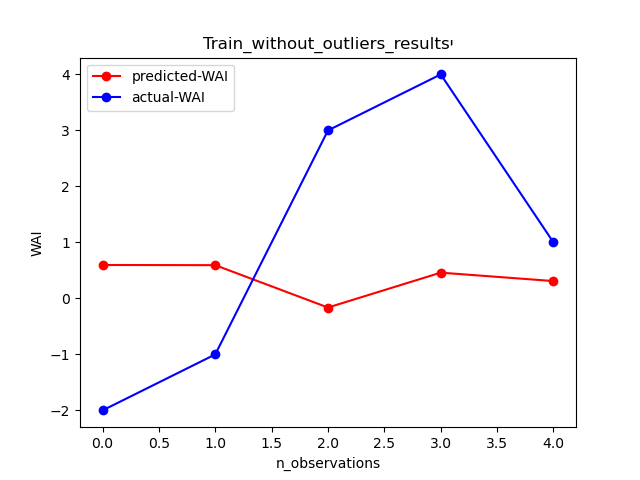 Train_without_outliers_results'
predicted-WAI
actual-WAI
4
3
2
1
0
−1
−2
WAI
0.0 0.5 1.0 1.5 2.0 2.5 3.0 3.5 4.0
n_observations